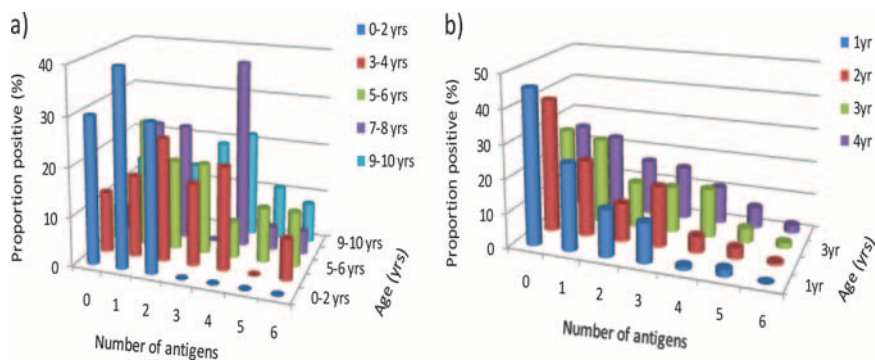 a)
Proportion positive (%)
40
30
20
10
0
0 1 2 3 4 5 6
Number of antigens
0-2 yrs
5-6 yrs
9-10 yrs
Age (yrs)
0-2 yrs
3-4 yrs
5-6 yrs
7-8 yrs
9-10 yrs
b)
Proportion positive (%)
50
40
30
20
10
0
0 1 2 3 4 5 6
Number of antigens
1yr
3yr
Age (yrs)
1yr
2yr
3yr
4yr